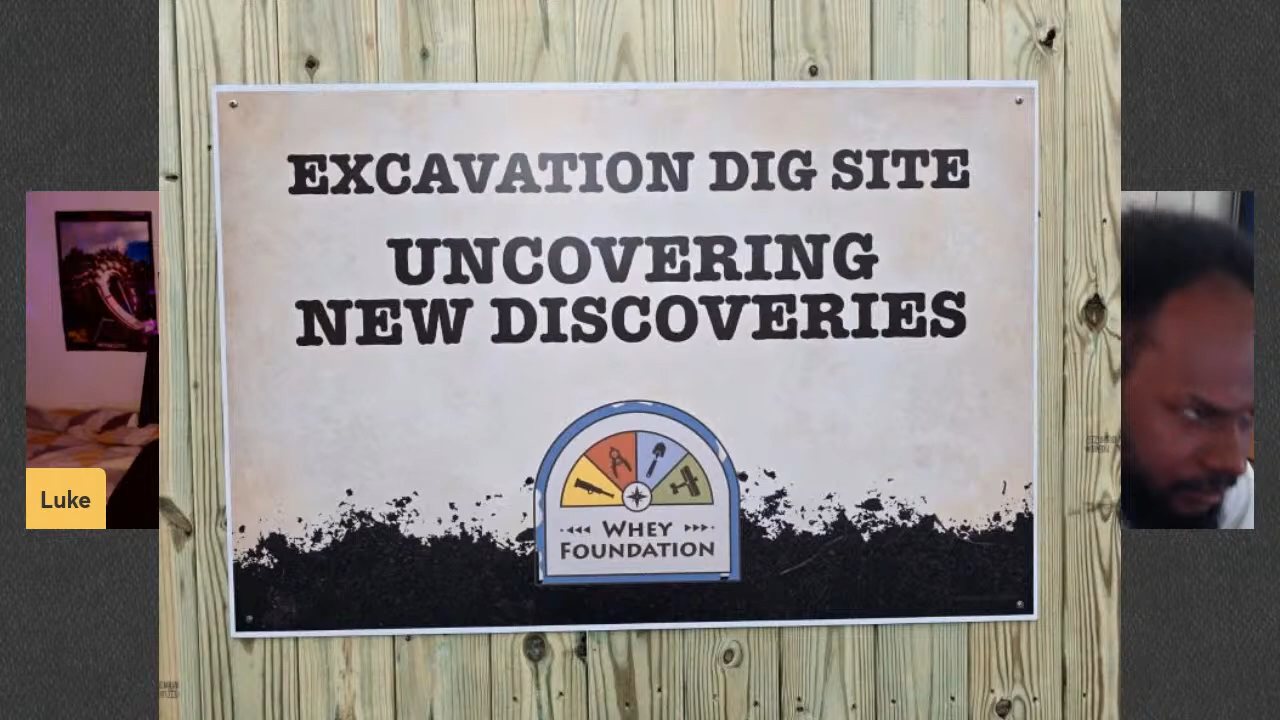 EXCAVATION DIG SITE
UNCOVERING
NEW DISCOVERIES
WHEY
FOUNDATION
Luke